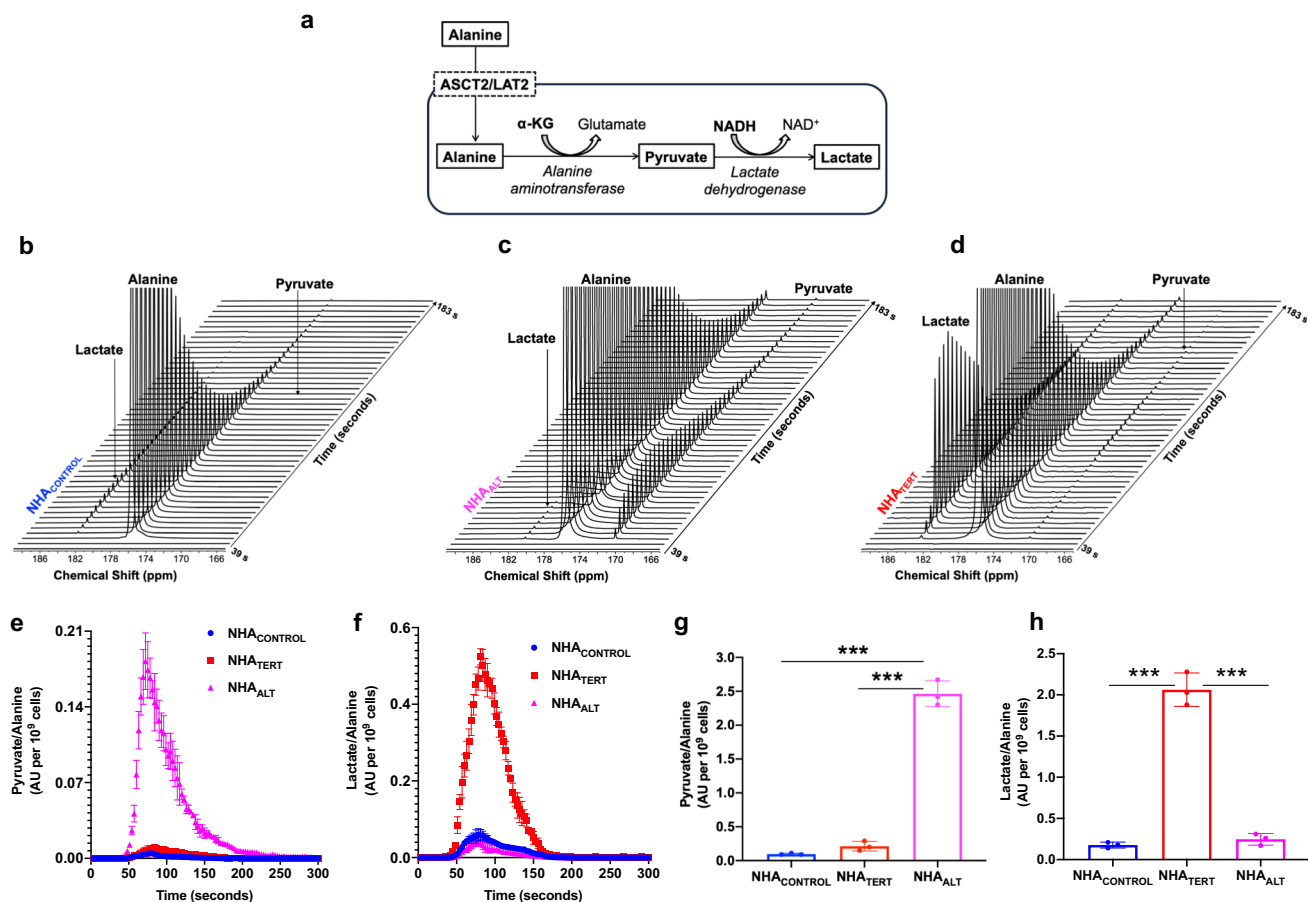 a
Alanine
ASCT2/LAT2
α-KG Glutamate NADH NAD⁺
Alanine Pyruvate Lactate
Alanine
aminotransferase
Lactate
dehydrogenase
b
Alanine
Pyruvate
Lactate
183 s
Time (seconds)
NHACONTROL
39 s
186 182 178 174 170 166
Chemical Shift (ppm)
c
Alanine
Pyruvate
Lactate
183 s
Time (seconds)
NHAALT
39 s
186 182 178 174 170 166
Chemical Shift (ppm)
d
Alanine
Pyruvate
Lactate
183 s
Time (seconds)
NHATERT
39 s
186 182 178 174 170 166
Chemical Shift (ppm)
e
Pyruvate/Alanine
(AU per 10⁹ cells)
0.21
0.14
0.07
0.00
NHACONTROL
NHATERT
NHAALT
0 50 100 150 200 250 300
Time (seconds)
f
Lactate/Alanine
(AU per 10⁹ cells)
0.6
0.4
0.2
0.0
NHACONTROL
NHATERT
NHAALT
0 50 100 150 200 250 300
Time (seconds)
g
Pyruvate/Alanine
(AU per 10⁹ cells)
3.0
2.5
2.0
1.5
1.0
0.5
0.0
***
***
NHACONTROL NHATERT NHAALT
h
Lactate/Alanine
(AU per 10⁹ cells)
2.5
2.0
1.5
1.0
0.5
0.0
*** ***
NHACONTROL NHATERT NHAALT